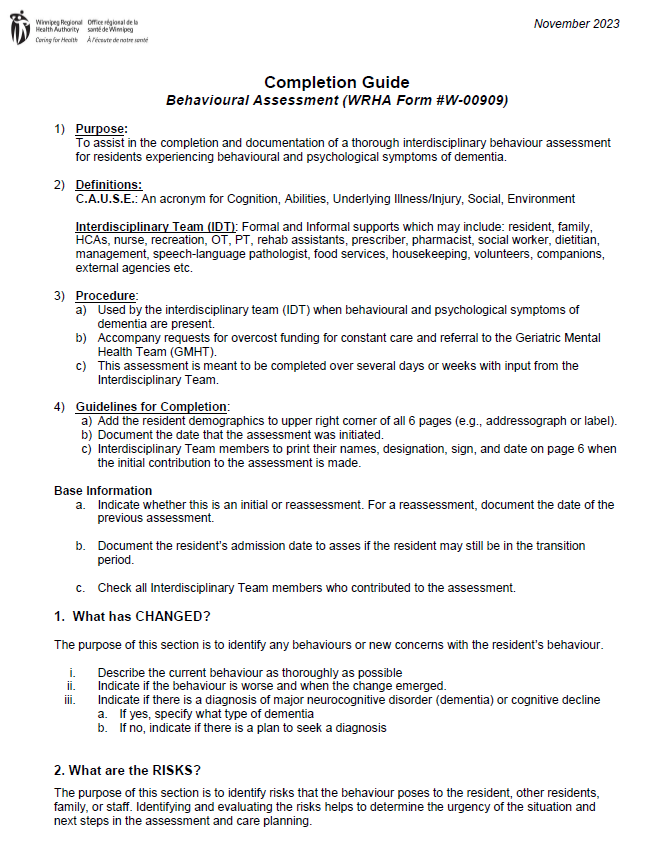 Winnipeg Regional Office régional de la
Health Authority santé de Winnipeg
Caring for Health À l'écoute de notre santé
November 2023
Completion Guide
Behavioural Assessment (WRHA Form #W-00909)
1) Purpose:
To assist in the completion and documentation of a thorough interdisciplinary behaviour assessment
for residents experiencing behavioural and psychological symptoms of dementia.
2) Definitions:
C.A.U.S.E.: An acronym for Cognition, Abilities, Underlying Illness/Injury, Social, Environment
Interdisciplinary Team (IDT): Formal and Informal supports which may include: resident, family,
HCAs, nurse, recreation, OT, PT, rehab assistants, prescriber, pharmacist, social worker, dietitian,
management, speech-language pathologist, food services, housekeeping, volunteers, companions,
external agencies etc.
3) Procedure:
a) Used by the interdisciplinary team (IDT) when behavioural and psychological symptoms of
dementia are present.
b) Accompany requests for overcost funding for constant care and referral to the Geriatric Mental
Health Team (GMHT).
c) This assessment is meant to be completed over several days or weeks with input from the
Interdisciplinary Team.
4) Guidelines for Completion:
a) Add the resident demographics to upper right corner of all 6 pages (e.g., addressograph or label).
b) Document the date that the assessment was initiated.
c) Interdisciplinary Team members to print their names, designation, sign, and date on page 6 when
the initial contribution to the assessment is made.
Base Information
a. Indicate whether this is an initial or reassessment. For a reassessment, document the date of the
previous assessment.
b. Document the resident's admission date to asses if the resident may still be in the transition
period.
c. Check all Interdisciplinary Team members who contributed to the assessment.
1. What has CHANGED?
The purpose of this section is to identify any behaviours or new concerns with the resident's behaviour.
i. Describe the current behaviour as thoroughly as possible
ii. Indicate if the behaviour is worse and when the change emerged.
iii. Indicate if there is a diagnosis of major neurocognitive disorder (dementia) or cognitive decline
a. If yes, specify what type of dementia
b. If no, indicate if there is a plan to seek a diagnosis
2. What are the RISKS?
The purpose of this section is to identify risks that the behaviour poses to the resident, other residents,
family, or staff. Identifying and evaluating the risks helps to determine the urgency of the situation and
next steps in the assessment and care planning.